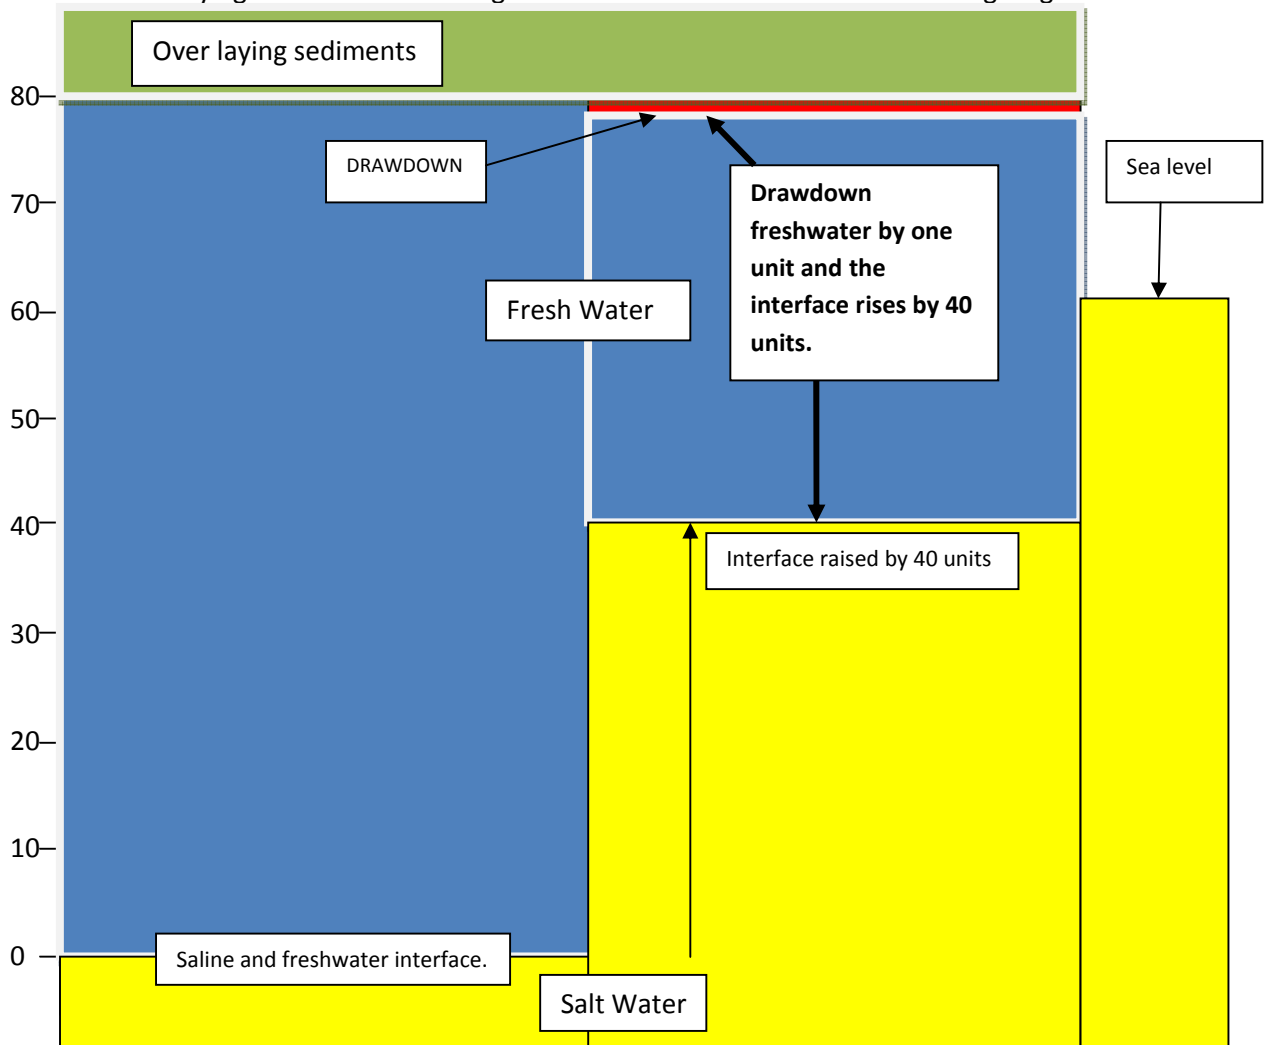 Over laying sediments
80
DRAWDOWN
Sea level
70
Drawdown
freshwater by one
unit and the
interface rises by 40
units.
Fresh Water
60
50
40
Interface raised by 40 units
30
20
10
0
Saline and freshwater interface.
Salt Water